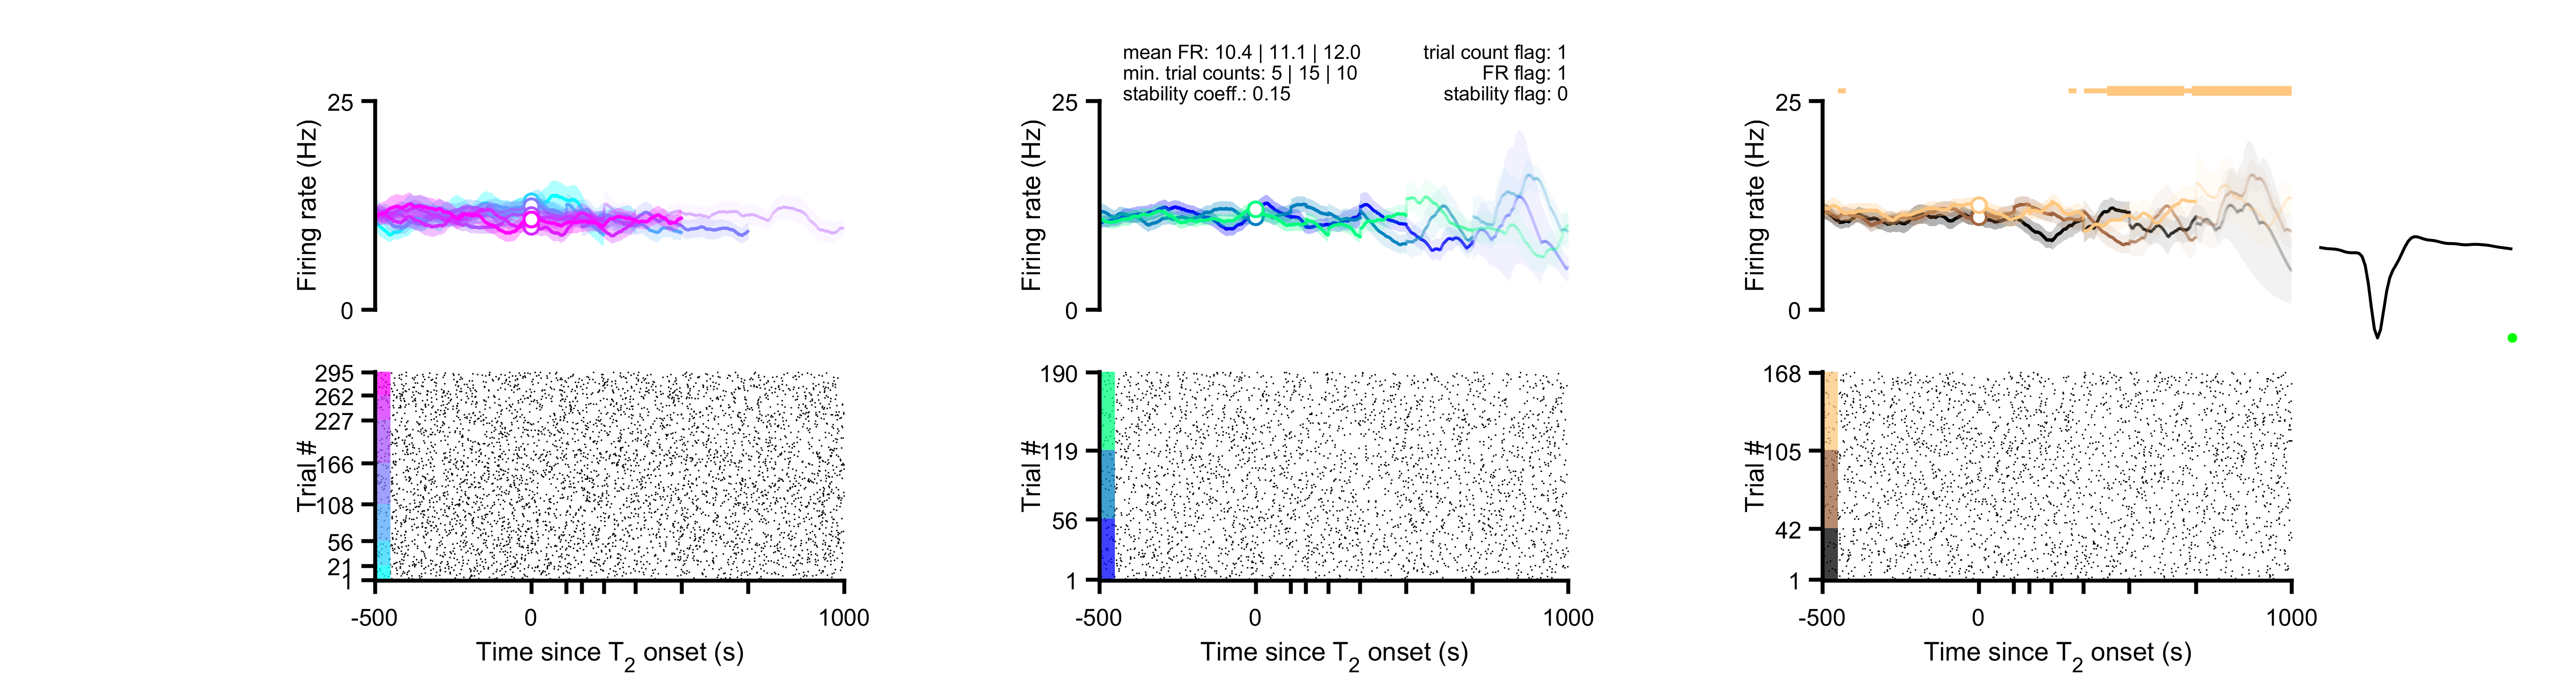 mean FR: 10.4 | 11.1 | 12.0
min. trial counts: 5 | 15 | 10
stability coeff.: 0.15
trial count flag: 1
FR flag: 1
stability flag: 0
25
0
Firing rate (Hz)
25
0
Firing rate (Hz)
25
0
Firing rate (Hz)
295
262
227
166
108
56
21
1
Trial #
-500
0
1000
Time since T2 onset (s)
190
119
56
1
Trial #
-500
0
1000
Time since T2 onset (s)
168
105
42
1
Trial #
-500
0
1000
Time since T2 onset (s)